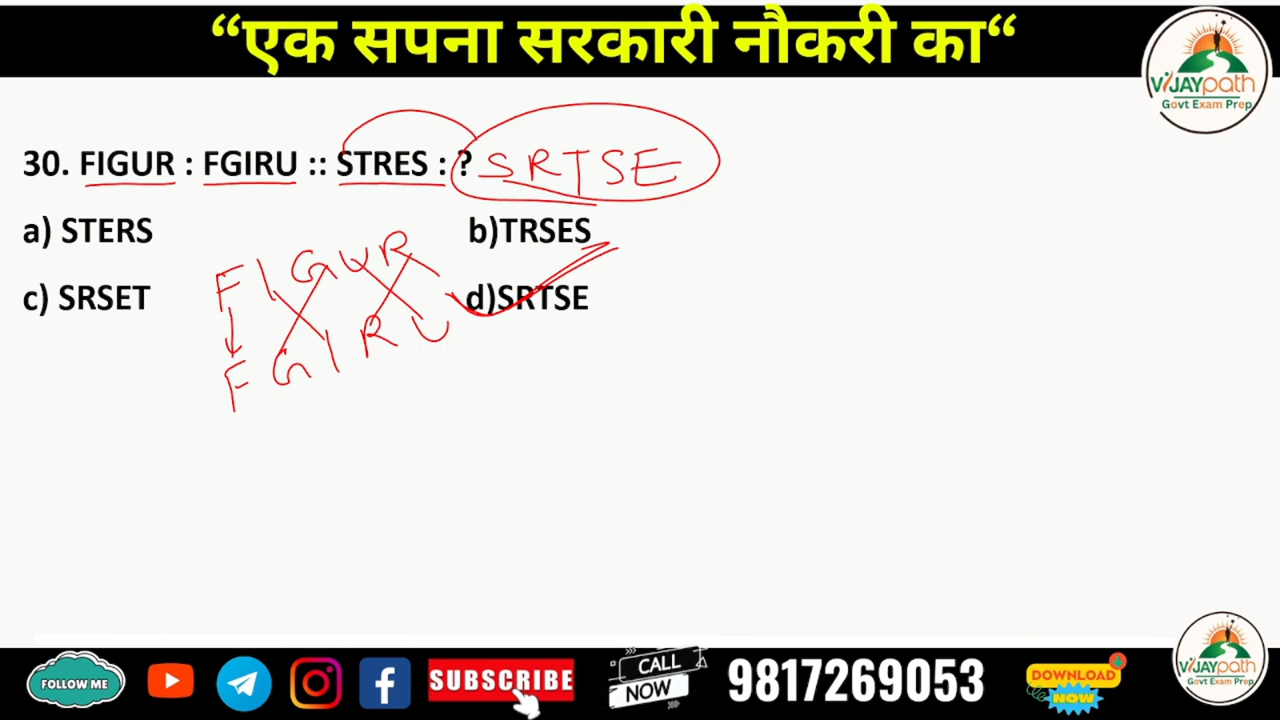 “एक सपना सरकारी नौकरी का“
VIJAYpath
Govt Exam Prep
30. FIGUR : FGIRU :: STRES : ? SRTSE
a) STERS b)TRSES
c) SRSET d)SRTSE
FIGUR
FGIRU
FOLLOW ME
SUBSCRIBE
CALL NOW
9817269053
DOWNLOAD NOW
VIJAYpath
Govt Exam Prep